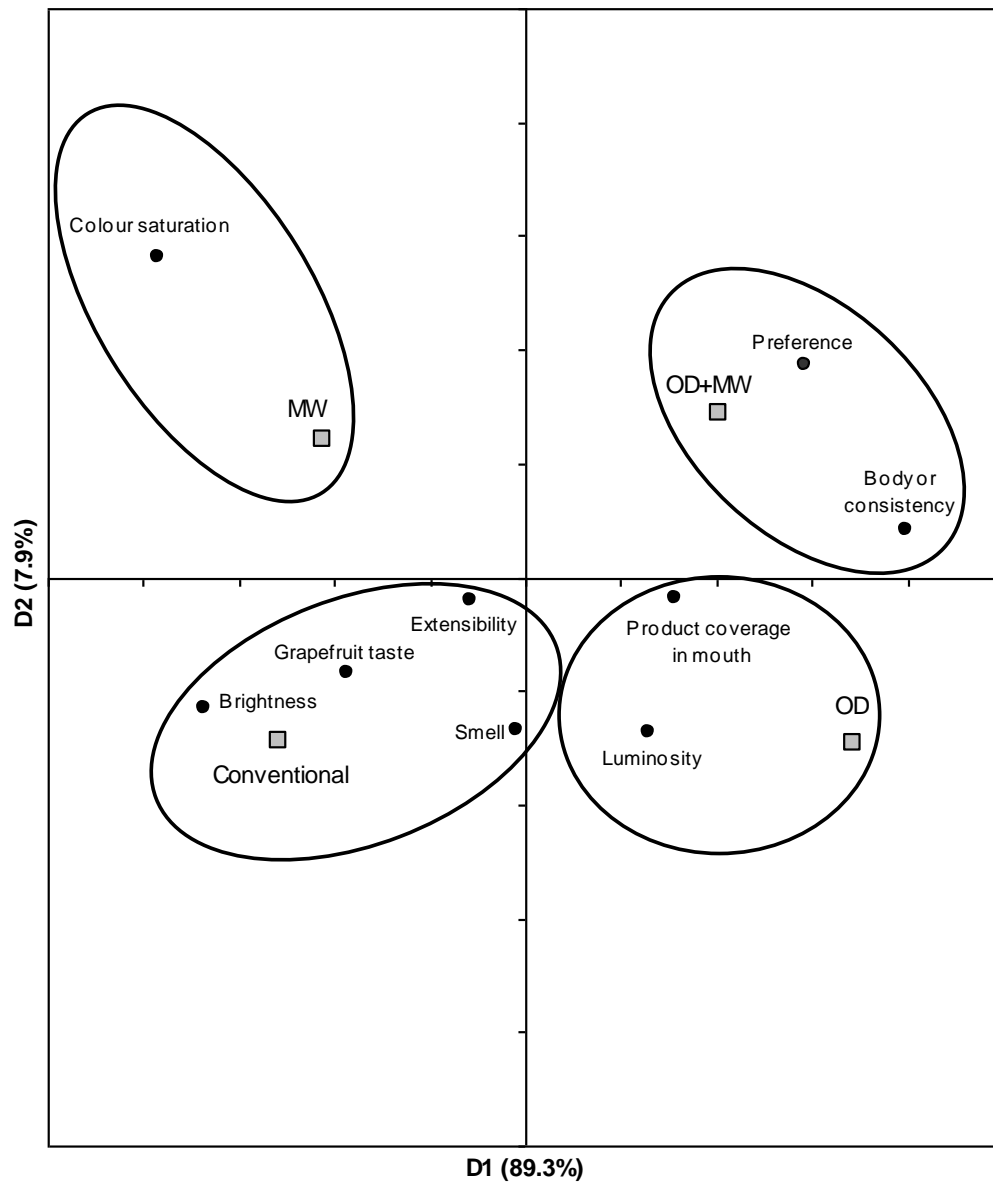 Colour saturation
MW
Preference
OD+MW
Body or
consistency
D2 (7.9%)
Extensibility
Product coverage
in mouth
Grapefruit taste
Brightness
OD
Smell
Luminosity
Conventional
D1 (89.3%)